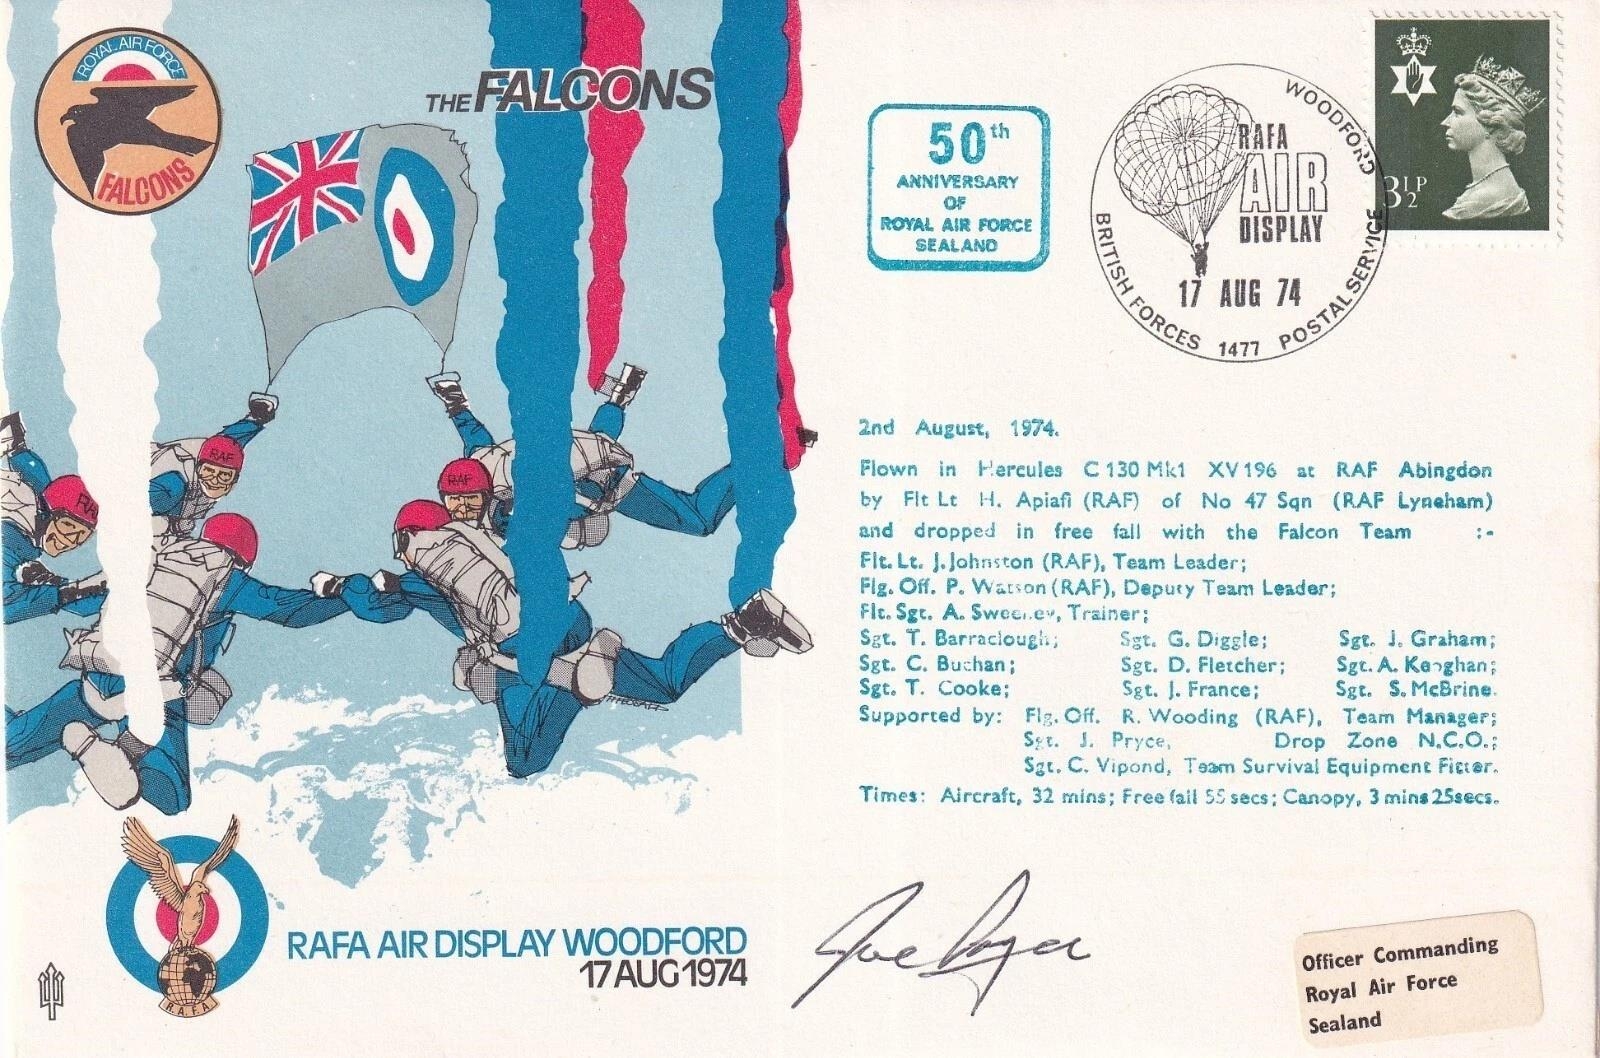 ROYAL AIR FORCE
FALCONS
THE FALCONS
RAF
RAF
RAF
RAFA AIR DISPLAY WOODFORD
17 AUG 1974
R.A.F.A.
50th
ANNIVERSARY
OF
ROYAL AIR FORCE
SEALAND
WOODFORD
RAFA
AIR
DISPLAY
17 AUG 74
BRITISH FORCES 1477 POSTAL SERVICE
3½P
2nd August, 1974.
Flown in Hercules C130 Mk1 XV196 at RAF Abingdon
by Flt Lt H. Apiafi (RAF) of No 47 Sqn (RAF Lyneham)
and dropped in free fall with the Falcon Team :-
Flt. Lt. J. Johnston (RAF), Team Leader;
Flg. Off. P. Watson (RAF), Deputy Team Leader;
Flt. Sgt. A. Sweeney, Trainer;
Sgt. T. Barraclough; Sgt. G. Diggle; Sgt. J. Graham;
Sgt. C. Buchan; Sgt. D. Fletcher; Sgt. A. Keoghan;
Sgt. T. Cooke; Sgt. J. France; Sgt. S. McBrine.
Supported by: Flg. Off. R. Wooding (RAF), Team Manager;
Sgt. J. Pryce, Drop Zone N.C.O.;
Sgt. C. Vipond, Team Survival Equipment Fitter.
Times: Aircraft, 32 mins; Free fall 55 secs; Canopy, 3 mins 25secs.
Officer Commanding
Royal Air Force
Sealand